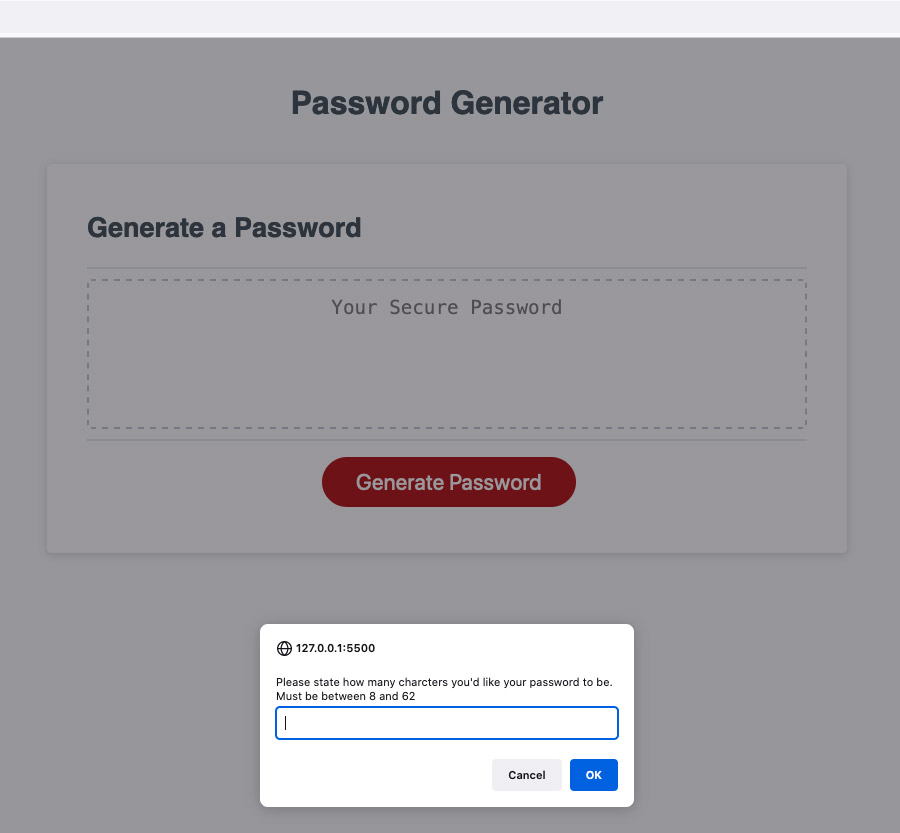 Password Generator
Generate a Password
Your Secure Password
Generate Password
127.0.0.1:5500
Please state how many charcters you'd like your password to be.
Must be between 8 and 62
Cancel
OK